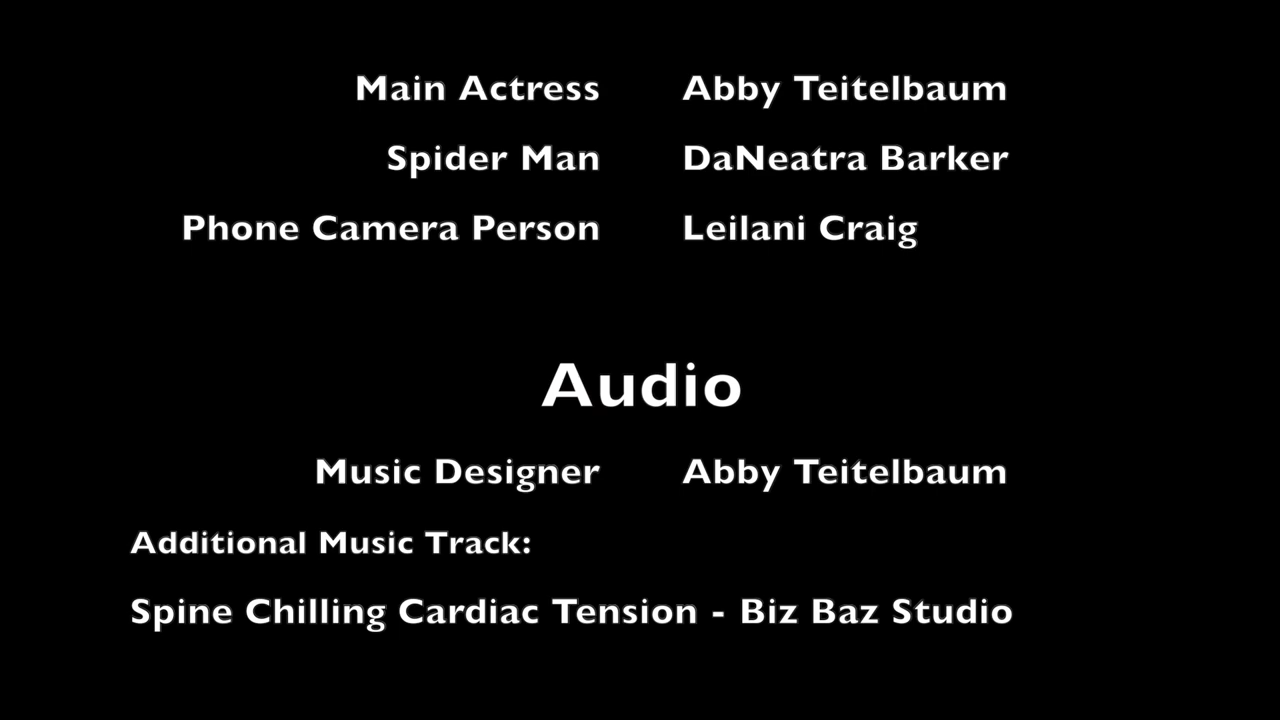 Main Actress Abby Teitelbaum
Spider Man DaNeatra Barker
Phone Camera Person Leilani Craig
Audio
Music Designer Abby Teitelbaum
Additional Music Track:
Spine Chilling Cardiac Tension - Biz Baz Studio